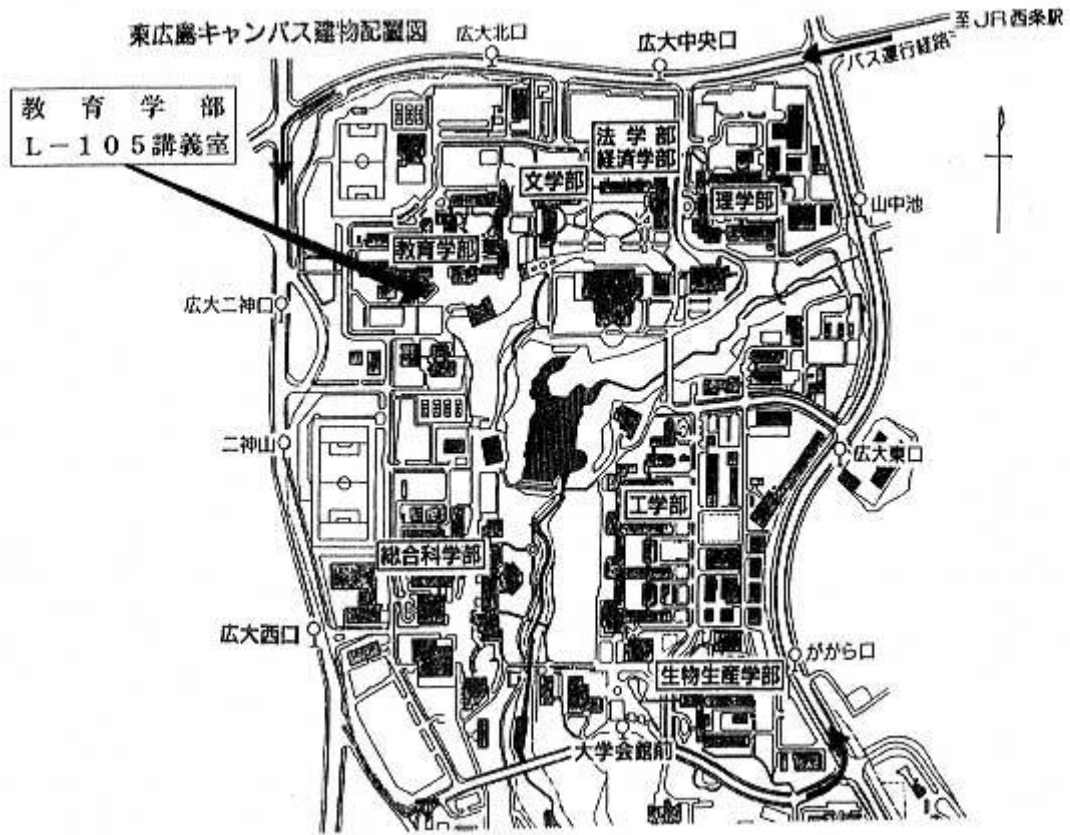 東広島キャンパス建物配置図
広大北口
広大中央口
至JR西条駅
バス運行経路
教育学部
L-105講義室
法学部
経済学部
文学部
理学部
山中池
教育学部
広大二神口
二神山
広大東口
工学部
総合科学部
広大西口
ががら口
生物生産学部
大学会館前